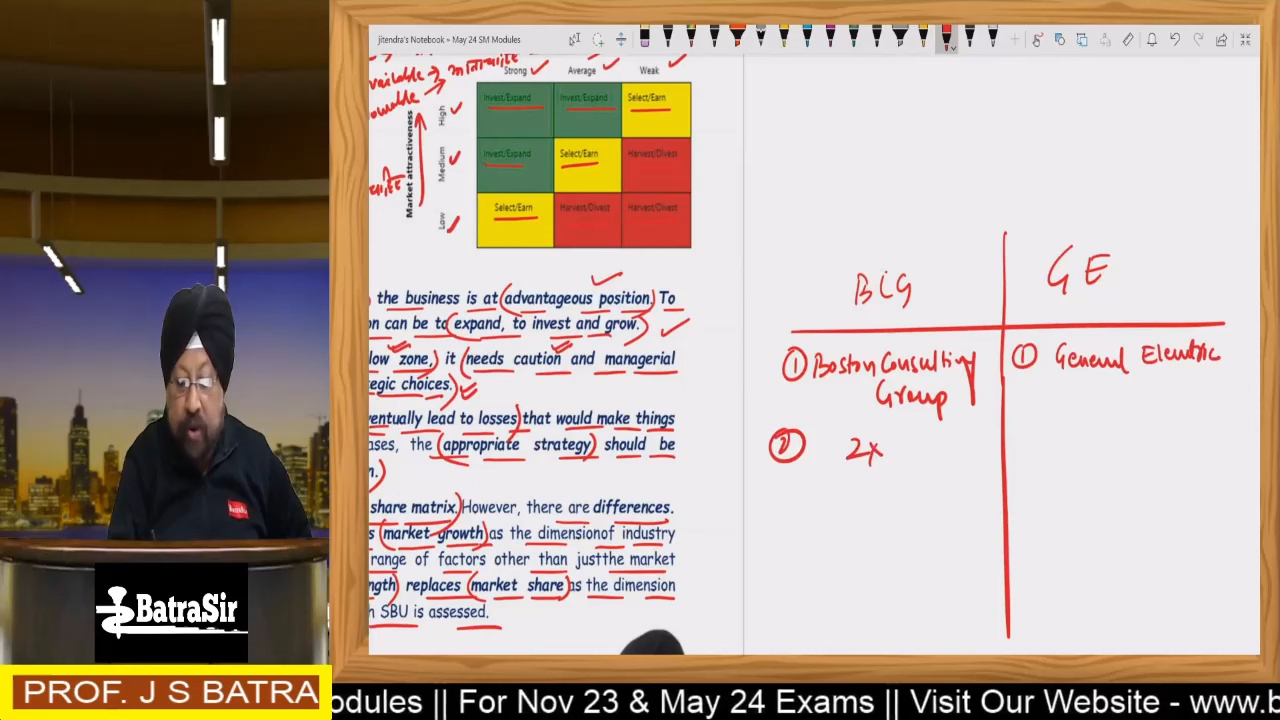 jitendra's Notebook » May 24 SM Modules
Strong Average Weak
Market attractiveness
High
Medium
Low
Invest/Expand Invest/Expand Select/Earn
Invest/Expand Select/Earn Harvest/Divest
Select/Earn Harvest/Divest Harvest/Divest
the business is at (advantageous position.) To
on can be to (expand, to invest and grow.)
low zone,) it (needs caution and managerial
tegic choices.)
ventually lead to losses) that would make things
ases, the (appropriate strategy) should be
n.)
share matrix.) However, there are differences.
s (market growth) as the dimensionof industry
range of factors other than justthe market
ngth) replaces (market share) as the dimension
h SBU is assessed.
BCG
GE
① Boston Consulting
Group
① General Electric
② 2x
BatraSir
PROF. J S BATRA
odules || For Nov 23 & May 24 Exams || Visit Our Website - www.b